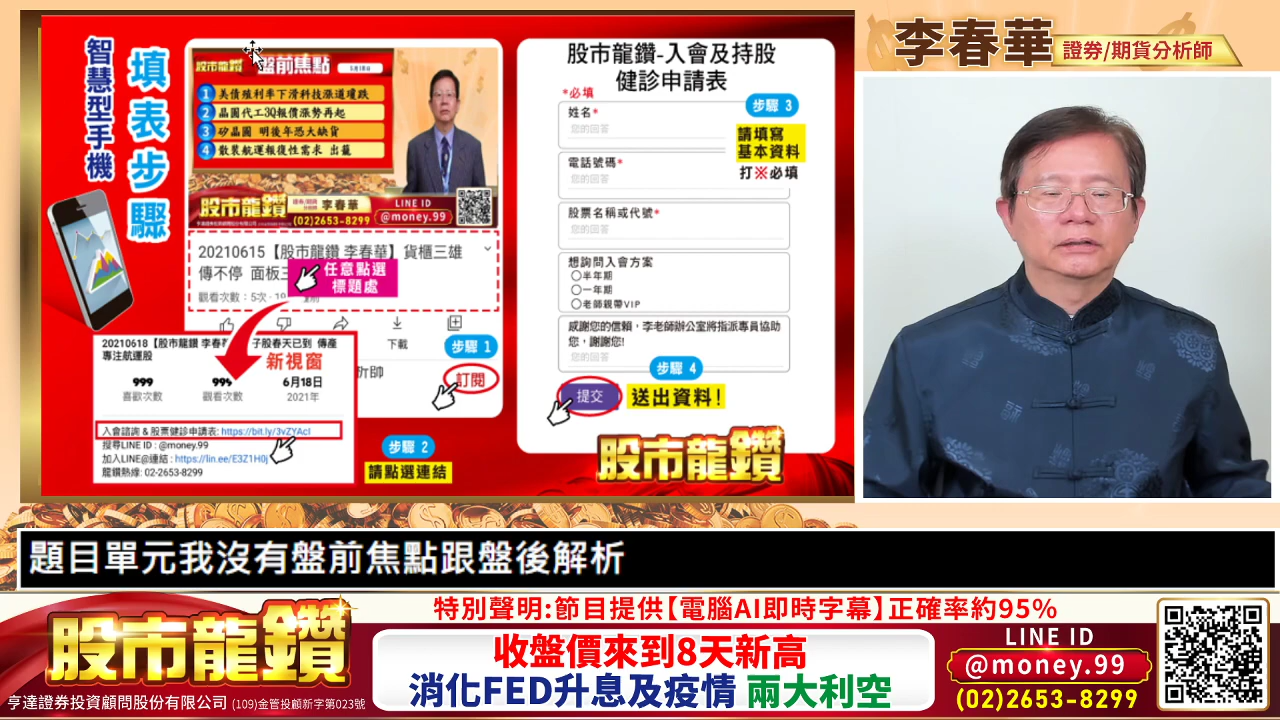 李春華
證券/期貨分析師
智慧型手機
填表步驟
股市龍鑽
盤前焦點
1 美債殖利率下滑科技漲道瓊跌
2 晶圓代工3Q報價漲勢再起
3 矽晶圓 明後年恐大缺貨
4 散裝航運報復性需求 出籠
股市龍鑽
李春華
(02)2653-8299
LINE ID
@money.99
20210615【股市龍鑽 李春華】貨櫃三雄
傳不停 面板三
任意點選
標題處
觀看次數：5次
下載
步驟 1
析師
訂閱
20210618【股市龍鑽 李春
子股春天已到 傳產
專注航運股
新視窗
999
喜歡次數
999
觀看次數
6月18日
2021年
入會諮詢 & 股票健診申請表: https://bit.ly/3vZYAcI
搜尋LINE ID : @money.99
加入LINE@連結 : https://lin.ee/E3Z1H0j
龍鑽熱線: 02-2653-8299
步驟 2
請點選連結
股市龍鑽-入會及持股
健診申請表
*必填
步驟 3
請填寫
基本資料
打※必填
姓名*
您的回答
電話號碼*
您的回答
股票名稱或代號*
您的回答
想詢問入會方案
半年期
一年期
老師親帶VIP
感謝您的信賴，李老師辦公室將指派專員協助
您，謝謝您!
您的回答
步驟 4
提交
送出資料!
股市龍鑽
題目單元我沒有盤前焦點跟盤後解析
特別聲明:節目提供【電腦AI即時字幕】正確率約95%
股市龍鑽
亨達證券投資顧問股份有限公司 (109)金管投顧新字第023號
收盤價來到8天新高
消化FED升息及疫情 兩大利空
LINE ID
@money.99
(02)2653-8299